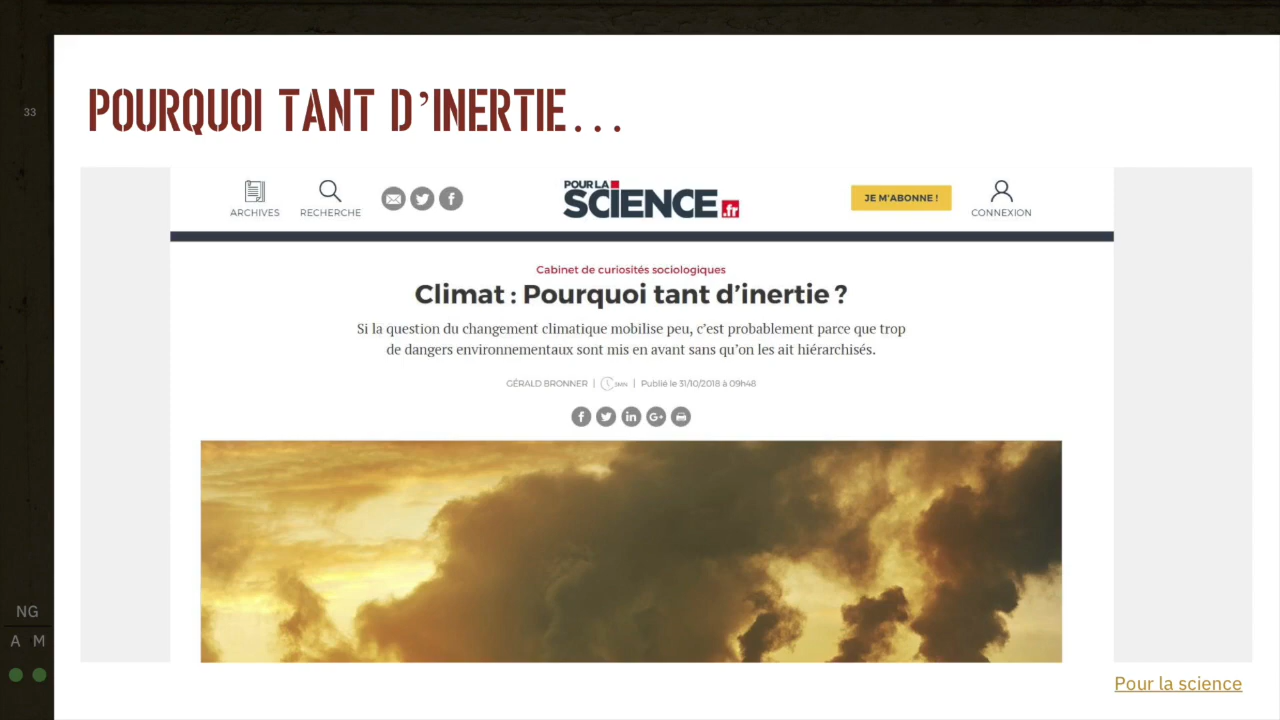 POURQUOI TANT D’INERTIE...
33
ARCHIVES
RECHERCHE
POUR LA
SCIENCE.fr
JE M'ABONNE !
CONNEXION
Cabinet de curiosités sociologiques
Climat : Pourquoi tant d’inertie ?
Si la question du changement climatique mobilise peu, c’est probablement parce que trop
de dangers environnementaux sont mis en avant sans qu’on les ait hiérarchisés.
GÉRALD BRONNER | 5MN | Publié le 31/10/2018 à 09h48
NG
A M
Pour la science